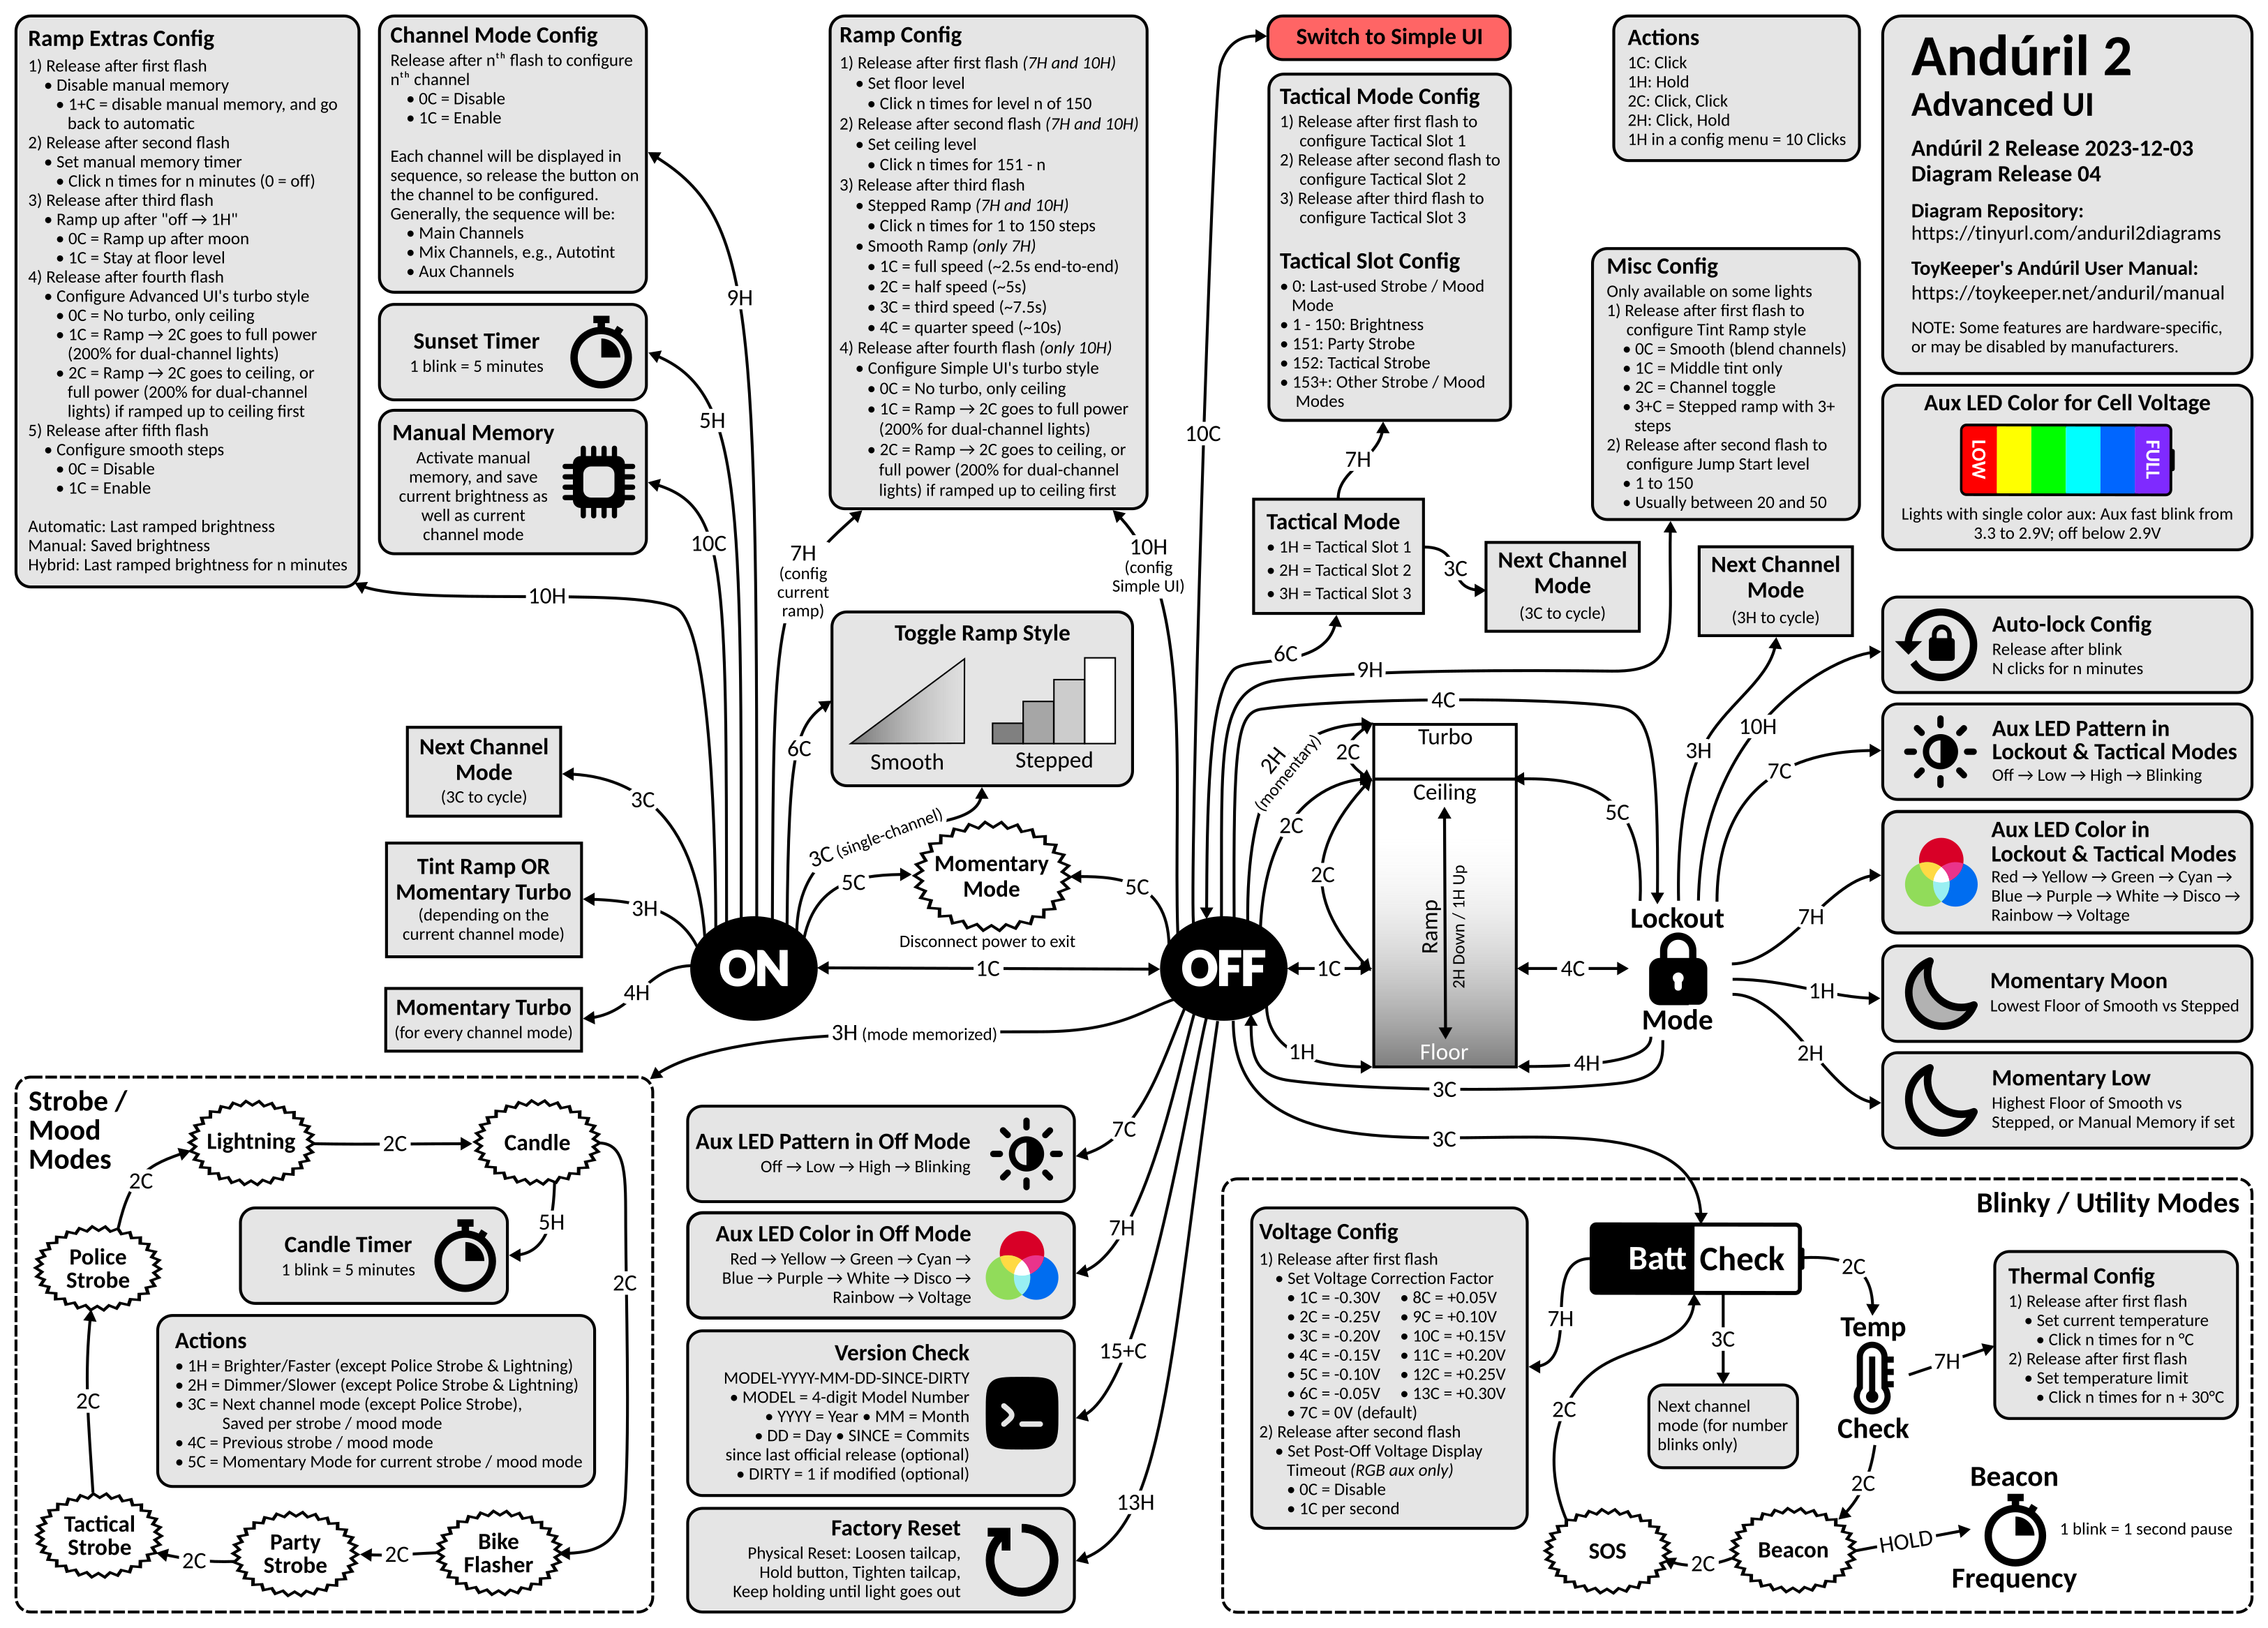 Ramp Extras Config
1) Release after first flash
• Disable manual memory
• 1+C = disable manual memory, and go
back to automatic
2) Release after second flash
• Set manual memory timer
• Click n times for n minutes (0 = off)
3) Release after third flash
• Ramp up after "off → 1H"
• 0C = Ramp up after moon
• 1C = Stay at floor level
4) Release after fourth flash
• Configure Advanced UI's turbo style
• 0C = No turbo, only ceiling
• 1C = Ramp → 2C goes to full power
(200% for dual-channel lights)
• 2C = Ramp → 2C goes to ceiling, or
full power (200% for dual-channel
lights) if ramped up to ceiling first
5) Release after fifth flash
• Configure smooth steps
• 0C = Disable
• 1C = Enable
Automatic: Last ramped brightness
Manual: Saved brightness
Hybrid: Last ramped brightness for n minutes
Channel Mode Config
Release after nᵗʰ flash to configure
nᵗʰ channel
• 0C = Disable
• 1C = Enable
Each channel will be displayed in
sequence, so release the button on
the channel to be configured.
Generally, the sequence will be:
• Main Channels
• Mix Channels, e.g., Autotint
• Aux Channels
Sunset Timer
1 blink = 5 minutes
Manual Memory
Activate manual
memory, and save
current brightness as
well as current
channel mode
9H
5H
10C
10H
Ramp Config
1) Release after first flash (7H and 10H)
• Set floor level
• Click n times for level n of 150
2) Release after second flash (7H and 10H)
• Set ceiling level
• Click n times for 151 - n
3) Release after third flash
• Stepped Ramp (7H and 10H)
• Click n times for 1 to 150 steps
• Smooth Ramp (only 7H)
• 1C = full speed (~2.5s end-to-end)
• 2C = half speed (~5s)
• 3C = third speed (~7.5s)
• 4C = quarter speed (~10s)
4) Release after fourth flash (only 10H)
• Configure Simple UI's turbo style
• 0C = No turbo, only ceiling
• 1C = Ramp → 2C goes to full power
(200% for dual-channel lights)
• 2C = Ramp → 2C goes to ceiling, or
full power (200% for dual-channel
lights) if ramped up to ceiling first
7H
(config
current
ramp)
10H
(config
Simple UI)
Toggle Ramp Style
Smooth
Stepped
6C
3C (single-channel)
Switch to Simple UI
10C
Tactical Mode Config
1) Release after first flash to
configure Tactical Slot 1
2) Release after second flash to
configure Tactical Slot 2
3) Release after third flash to
configure Tactical Slot 3
Tactical Slot Config
• 0: Last-used Strobe / Mood
Mode
• 1 - 150: Brightness
• 151: Party Strobe
• 152: Tactical Strobe
• 153+: Other Strobe / Mood
Modes
7H
Tactical Mode
• 1H = Tactical Slot 1
• 2H = Tactical Slot 2
• 3H = Tactical Slot 3
3C
Next Channel
Mode
(3C to cycle)
6C
9H
Actions
1C: Click
1H: Hold
2C: Click, Click
2H: Click, Hold
1H in a config menu = 10 Clicks
Misc Config
Only available on some lights
1) Release after first flash to
configure Tint Ramp style
• 0C = Smooth (blend channels)
• 1C = Middle tint only
• 2C = Channel toggle
• 3+C = Stepped ramp with 3+
steps
2) Release after second flash to
configure Jump Start level
• 1 to 150
• Usually between 20 and 50
Next Channel
Mode
(3H to cycle)
Andúril 2
Advanced UI
Andúril 2 Release 2023-12-03
Diagram Release 04
Diagram Repository:
https://tinyurl.com/anduril2diagrams
ToyKeeper's Andúril User Manual:
https://toykeeper.net/anduril/manual
NOTE: Some features are hardware-specific,
or may be disabled by manufacturers.
Aux LED Color for Cell Voltage
LOW
FULL
Lights with single color aux: Aux fast blink from
3.3 to 2.9V; off below 2.9V
Auto-lock Config
Release after blink
N clicks for n minutes
Aux LED Pattern in
Lockout & Tactical Modes
Off → Low → High → Blinking
Aux LED Color in
Lockout & Tactical Modes
Red → Yellow → Green → Cyan →
Blue → Purple → White → Disco →
Rainbow → Voltage
Momentary Moon
Lowest Floor of Smooth vs Stepped
Momentary Low
Highest Floor of Smooth vs
Stepped, or Manual Memory if set
3H
10H
7C
7H
1H
2H
Next Channel
Mode
(3C to cycle)
3C
Tint Ramp OR
Momentary Turbo
(depending on the
current channel mode)
3H
Momentary Turbo
(for every channel mode)
4H
ON
5C
Momentary
Mode
Disconnect power to exit
5C
1C
OFF
4C
2H
(momentary)
2C
2C
2C
Turbo
Ceiling
Ramp
2H Down / 1H Up
Floor
1C
1H
5C
4C
4H
3C
Lockout
Mode
3H (mode memorized)
3C
Strobe /
Mood
Modes
Lightning
2C
Candle
2C
5H
Candle Timer
1 blink = 5 minutes
2C
Police
Strobe
2C
Actions
• 1H = Brighter/Faster (except Police Strobe & Lightning)
• 2H = Dimmer/Slower (except Police Strobe & Lightning)
• 3C = Next channel mode (except Police Strobe),
Saved per strobe / mood mode
• 4C = Previous strobe / mood mode
• 5C = Momentary Mode for current strobe / mood mode
Tactical
Strobe
2C
Party
Strobe
2C
Bike
Flasher
Aux LED Pattern in Off Mode
Off → Low → High → Blinking
7C
Aux LED Color in Off Mode
Red → Yellow → Green → Cyan →
Blue → Purple → White → Disco →
Rainbow → Voltage
7H
Version Check
MODEL-YYYY-MM-DD-SINCE-DIRTY
• MODEL = 4-digit Model Number
• YYYY = Year • MM = Month
• DD = Day • SINCE = Commits
since last official release (optional)
• DIRTY = 1 if modified (optional)
15+C
Factory Reset
Physical Reset: Loosen tailcap,
Hold button, Tighten tailcap,
Keep holding until light goes out
13H
Blinky / Utility Modes
Voltage Config
1) Release after first flash
• Set Voltage Correction Factor
• 1C = -0.30V • 8C = +0.05V
• 2C = -0.25V • 9C = +0.10V
• 3C = -0.20V • 10C = +0.15V
• 4C = -0.15V • 11C = +0.20V
• 5C = -0.10V • 12C = +0.25V
• 6C = -0.05V • 13C = +0.30V
• 7C = 0V (default)
2) Release after second flash
• Set Post-Off Voltage Display
Timeout (RGB aux only)
• 0C = Disable
• 1C per second
7H
Batt Check
2C
3C
Next channel
mode (for number
blinks only)
Temp
Check
7H
Thermal Config
1) Release after first flash
• Set current temperature
• Click n times for n °C
2) Release after first flash
• Set temperature limit
• Click n times for n + 30°C
2C
2C
SOS
2C
Beacon
HOLD
Beacon
Frequency
1 blink = 1 second pause